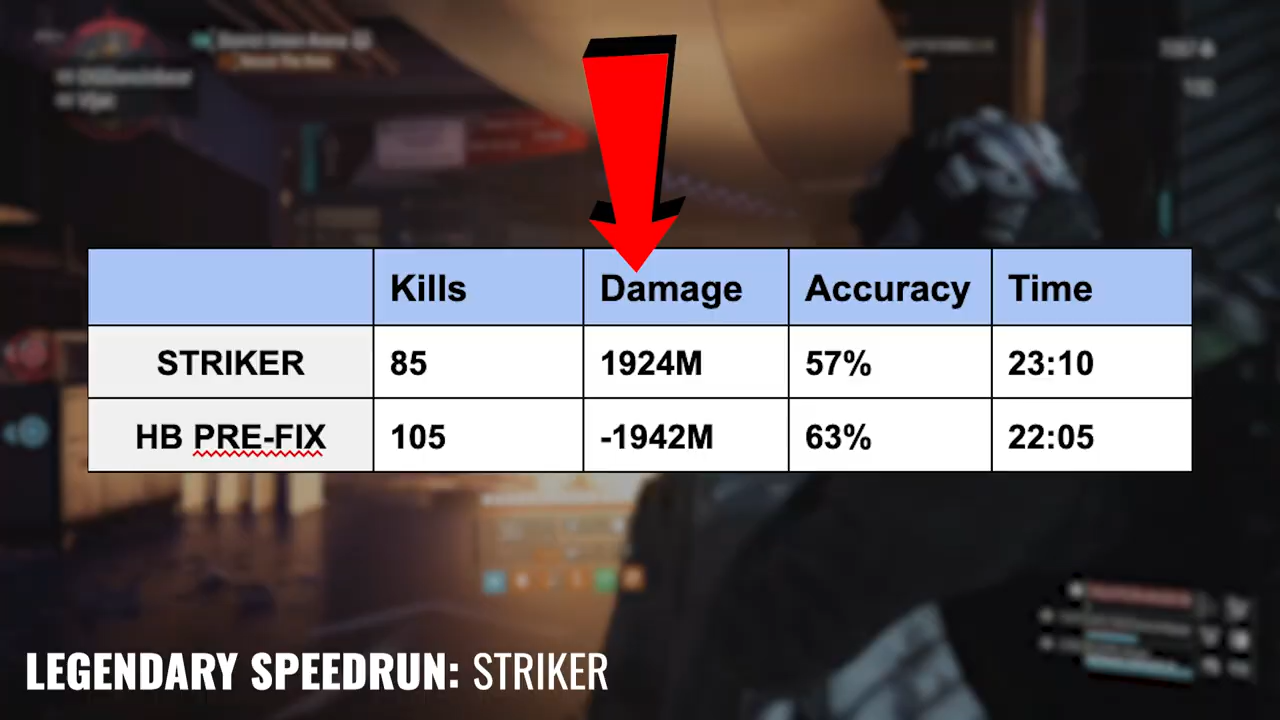 Kills Damage Accuracy Time
STRIKER 85 1924M 57% 23:10
HB PRE-FIX 105 -1942M 63% 22:05
LEGENDARY SPEEDRUN: STRIKER